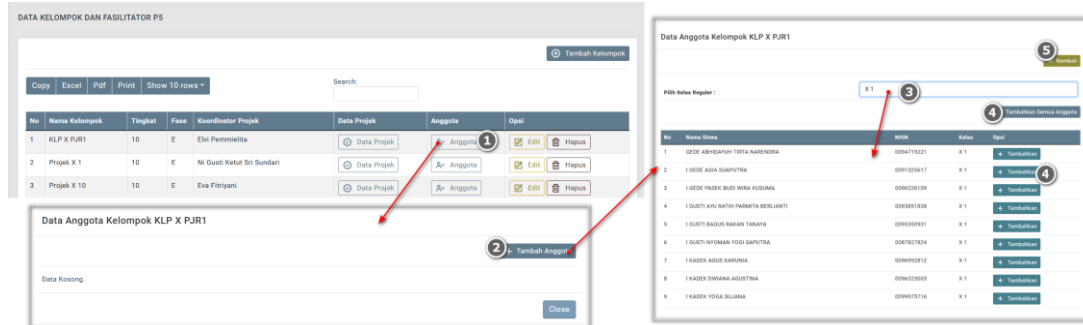 DATA KELOMPOK DAN FASILITATOR P5
Tambah Kelompok
Copy Excel Pdf Print Show 10 rows
Search:
No Nama Kelompok Tingkat Fase Koordinator Projek Data Projek Anggota Opsi
1 KLP X PJR1 10 E Elvi Pemmielita Data Projek Anggota 1 Edit Hapus
2 Projek X 1 10 E Ni Gusti Ketut Sri Sundari Data Projek Anggota Edit Hapus
3 Projek X 10 10 E Eva Fitriyani Data Projek Anggota Edit Hapus
Data Anggota Kelompok KLP X PJR1
2 + Tambah Anggota
Data Kosong.
Close
Data Anggota Kelompok KLP X PJR1
5
Kembali
Pilih Kelas Reguler : X 1 3
4 Tambahkan Semua Anggota
No Nama Siswa NISN Kelas Opsi
1 GEDE ABHIDAYUH TIRTA NARENDRA 0094719221 X 1 + Tambahkan
2 I GEDE AGIA SUAPUTRA 0091325617 X 1 + Tambahkan 4
3 I GEDE PASEK BUDI WIRA KUSUMA 0096226109 X 1 + Tambahkan
4 I GUSTI AYU RATIH PARMITA BERLIANTI 0093851838 X 1 + Tambahkan
5 I GUSTI BAGUS RAKAN TANAYA 0095350931 X 1 + Tambahkan
6 I GUSTI NYOMAN YOGI SAPUTRA 0087827824 X 1 + Tambahkan
7 I KADEK AGUS KARUNIA 0096992812 X 1 + Tambahkan
8 I KADEK DWIANA AGUSTINA 0096323003 X 1 + Tambahkan
9 I KADEK YOGA SUJANA 0099975716 X 1 + Tambahkan